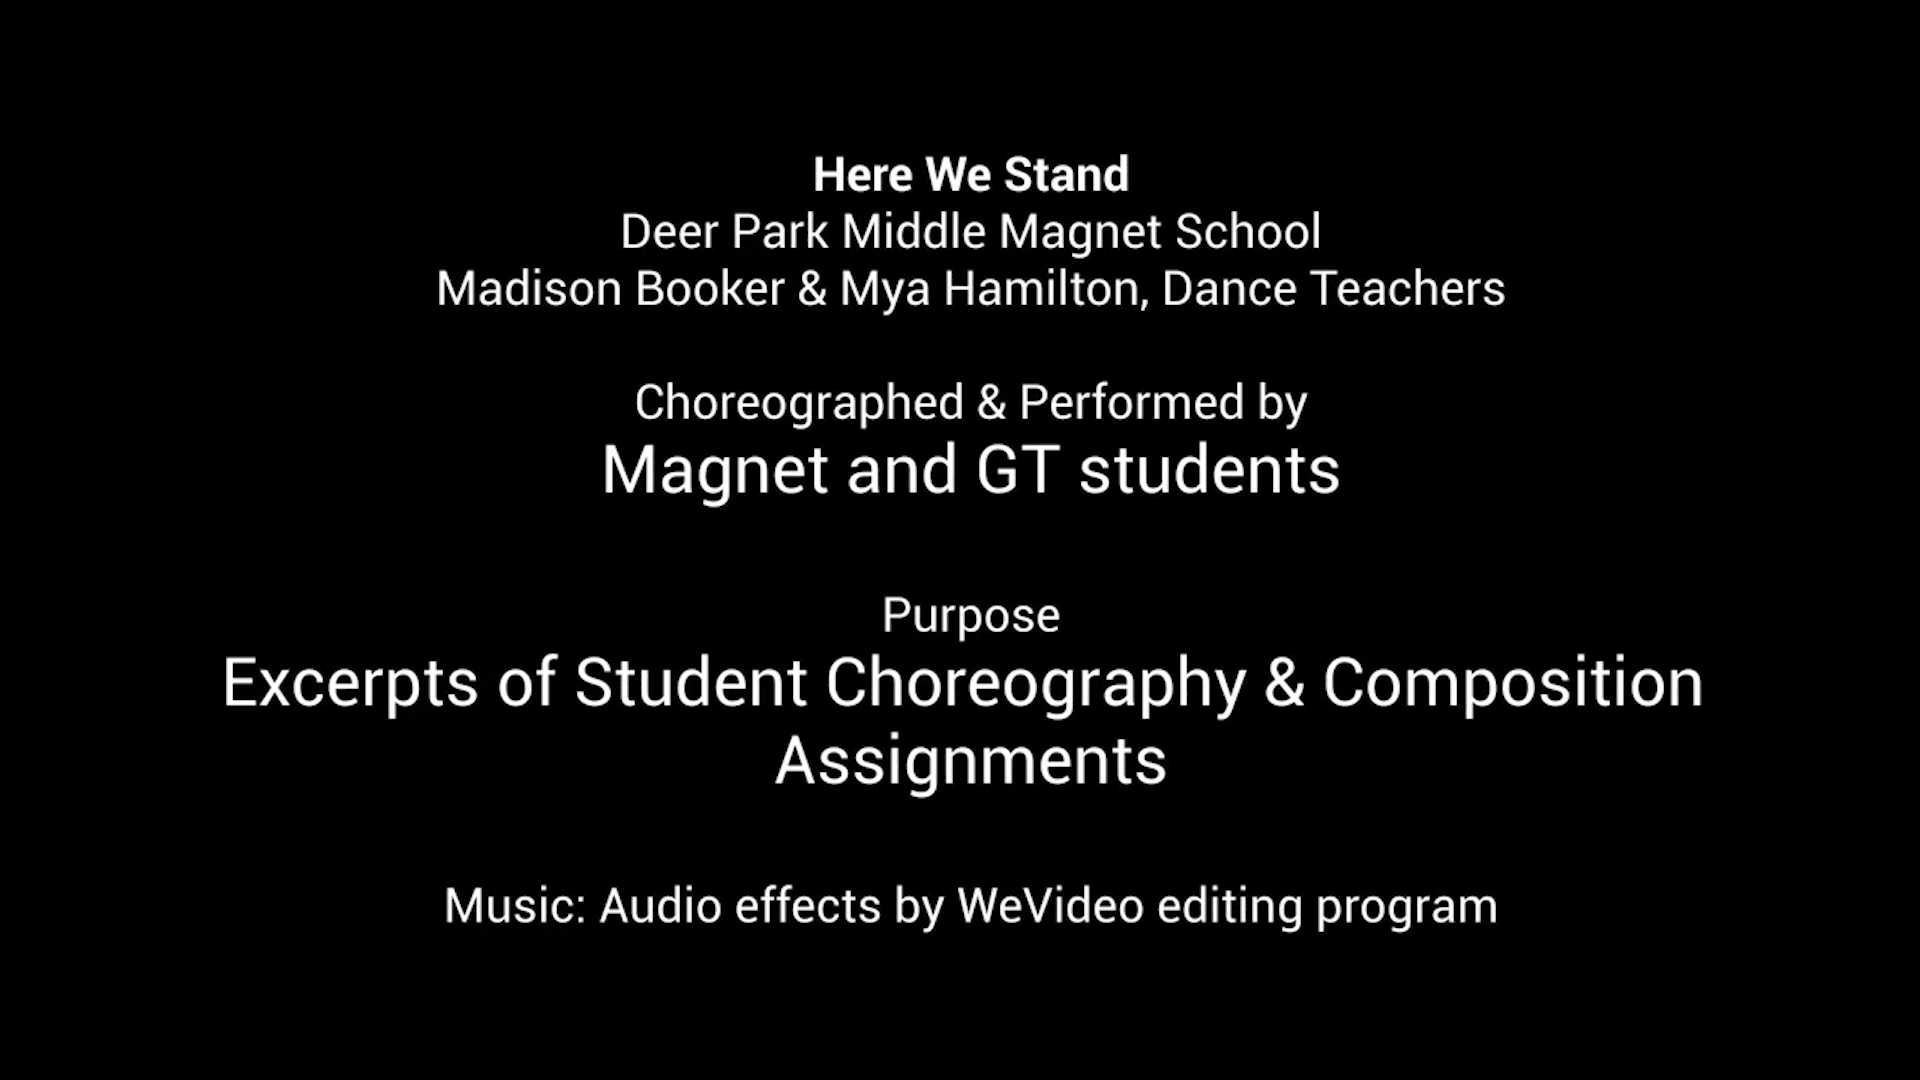 Here We Stand
Deer Park Middle Magnet School
Madison Booker & Mya Hamilton, Dance Teachers
Choreographed & Performed by
Magnet and GT students
Purpose
Excerpts of Student Choreography & Composition
Assignments
Music: Audio effects by WeVideo editing program